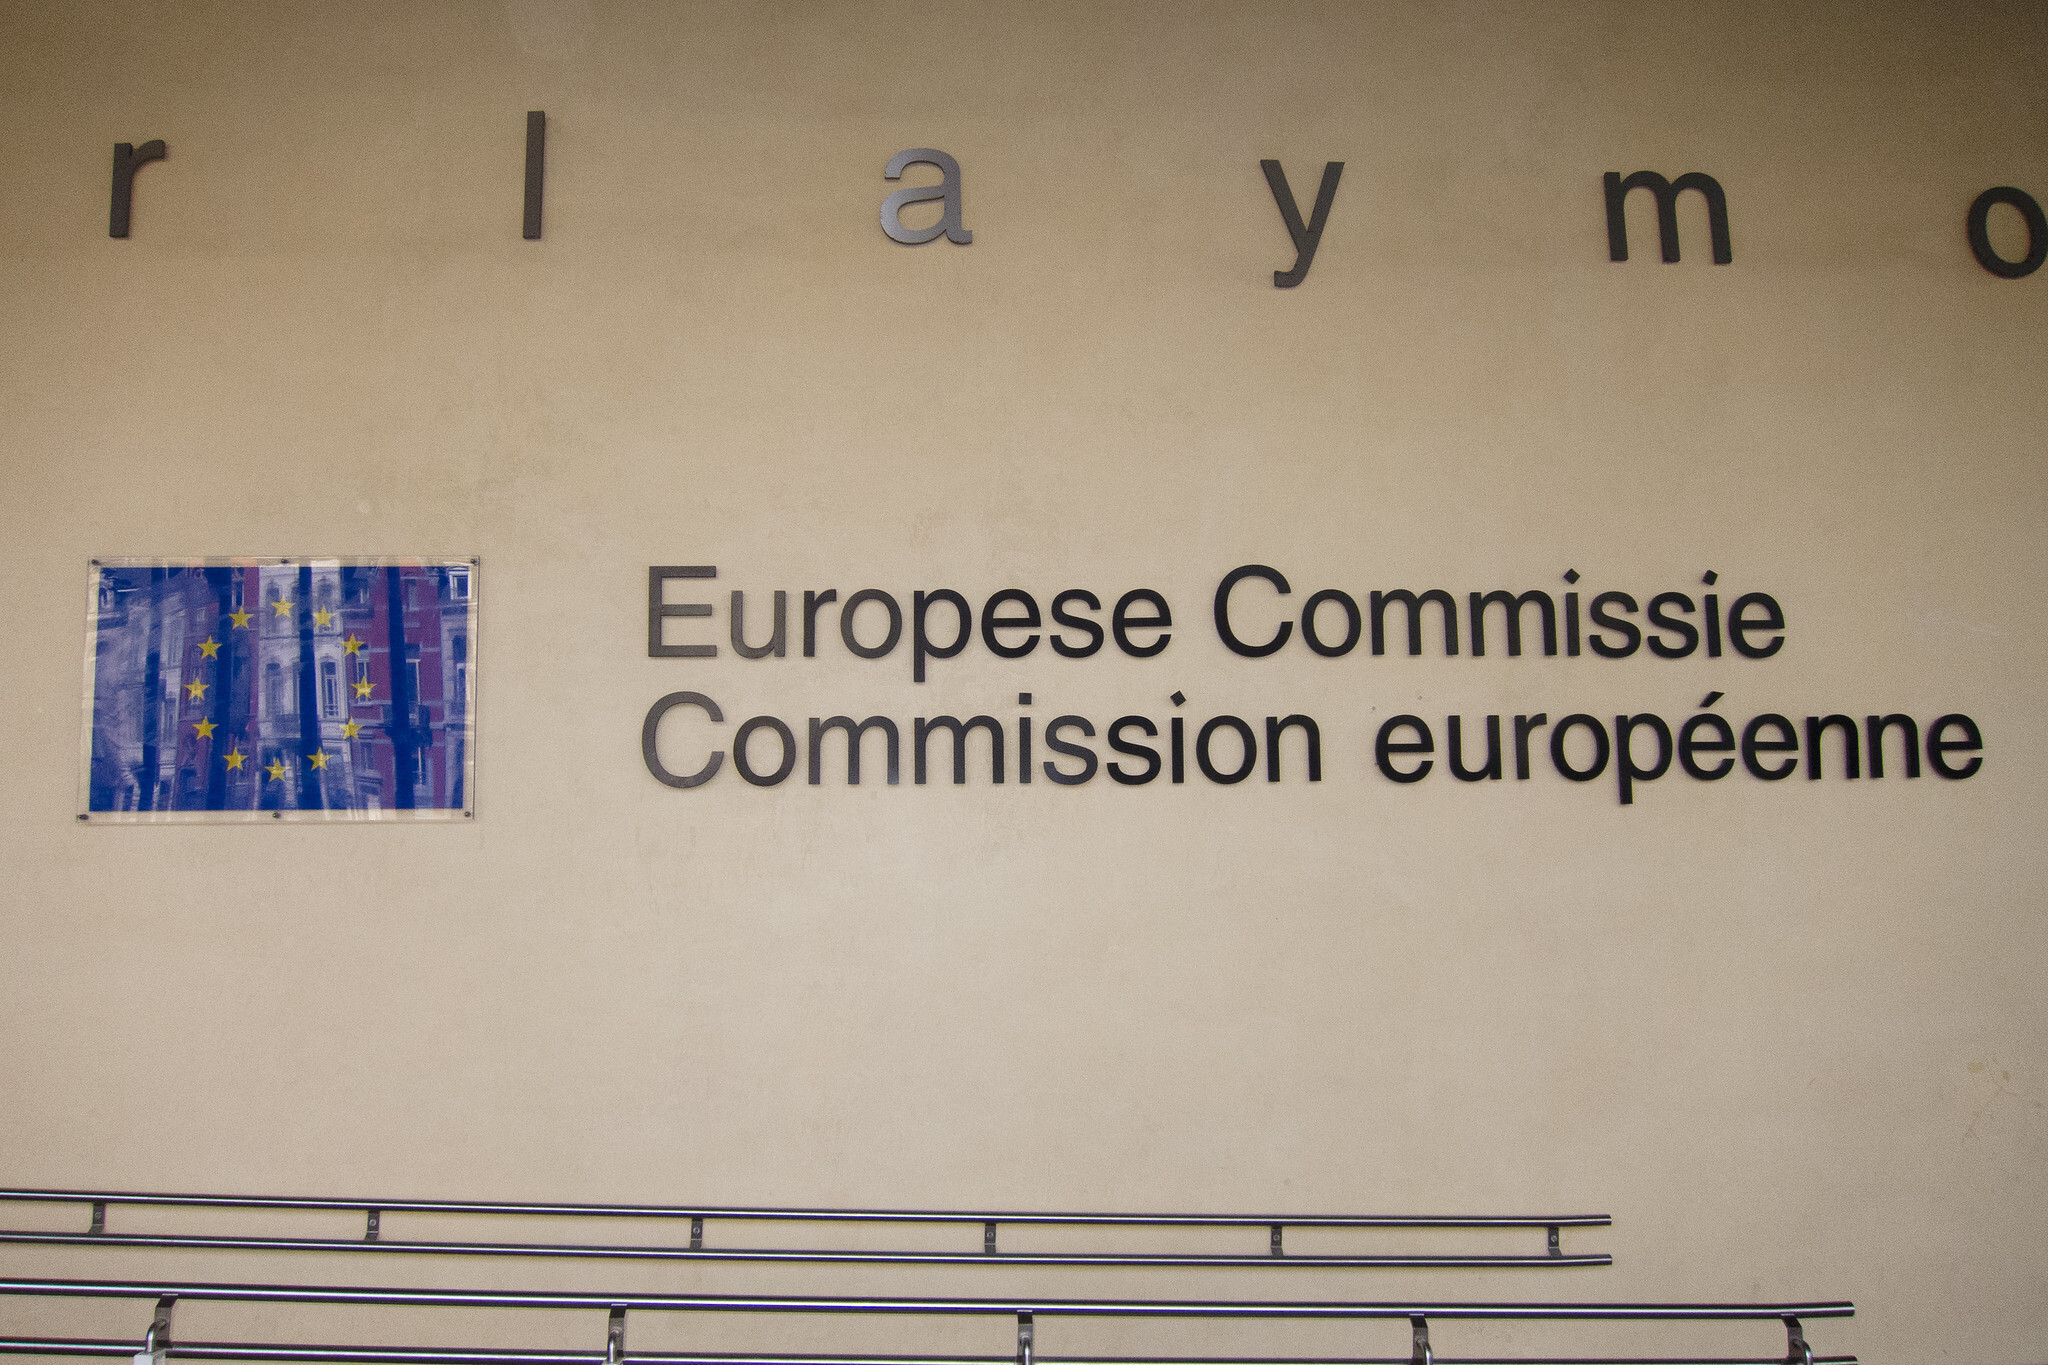 r l a y m o
Europese Commissie
Commission européenne